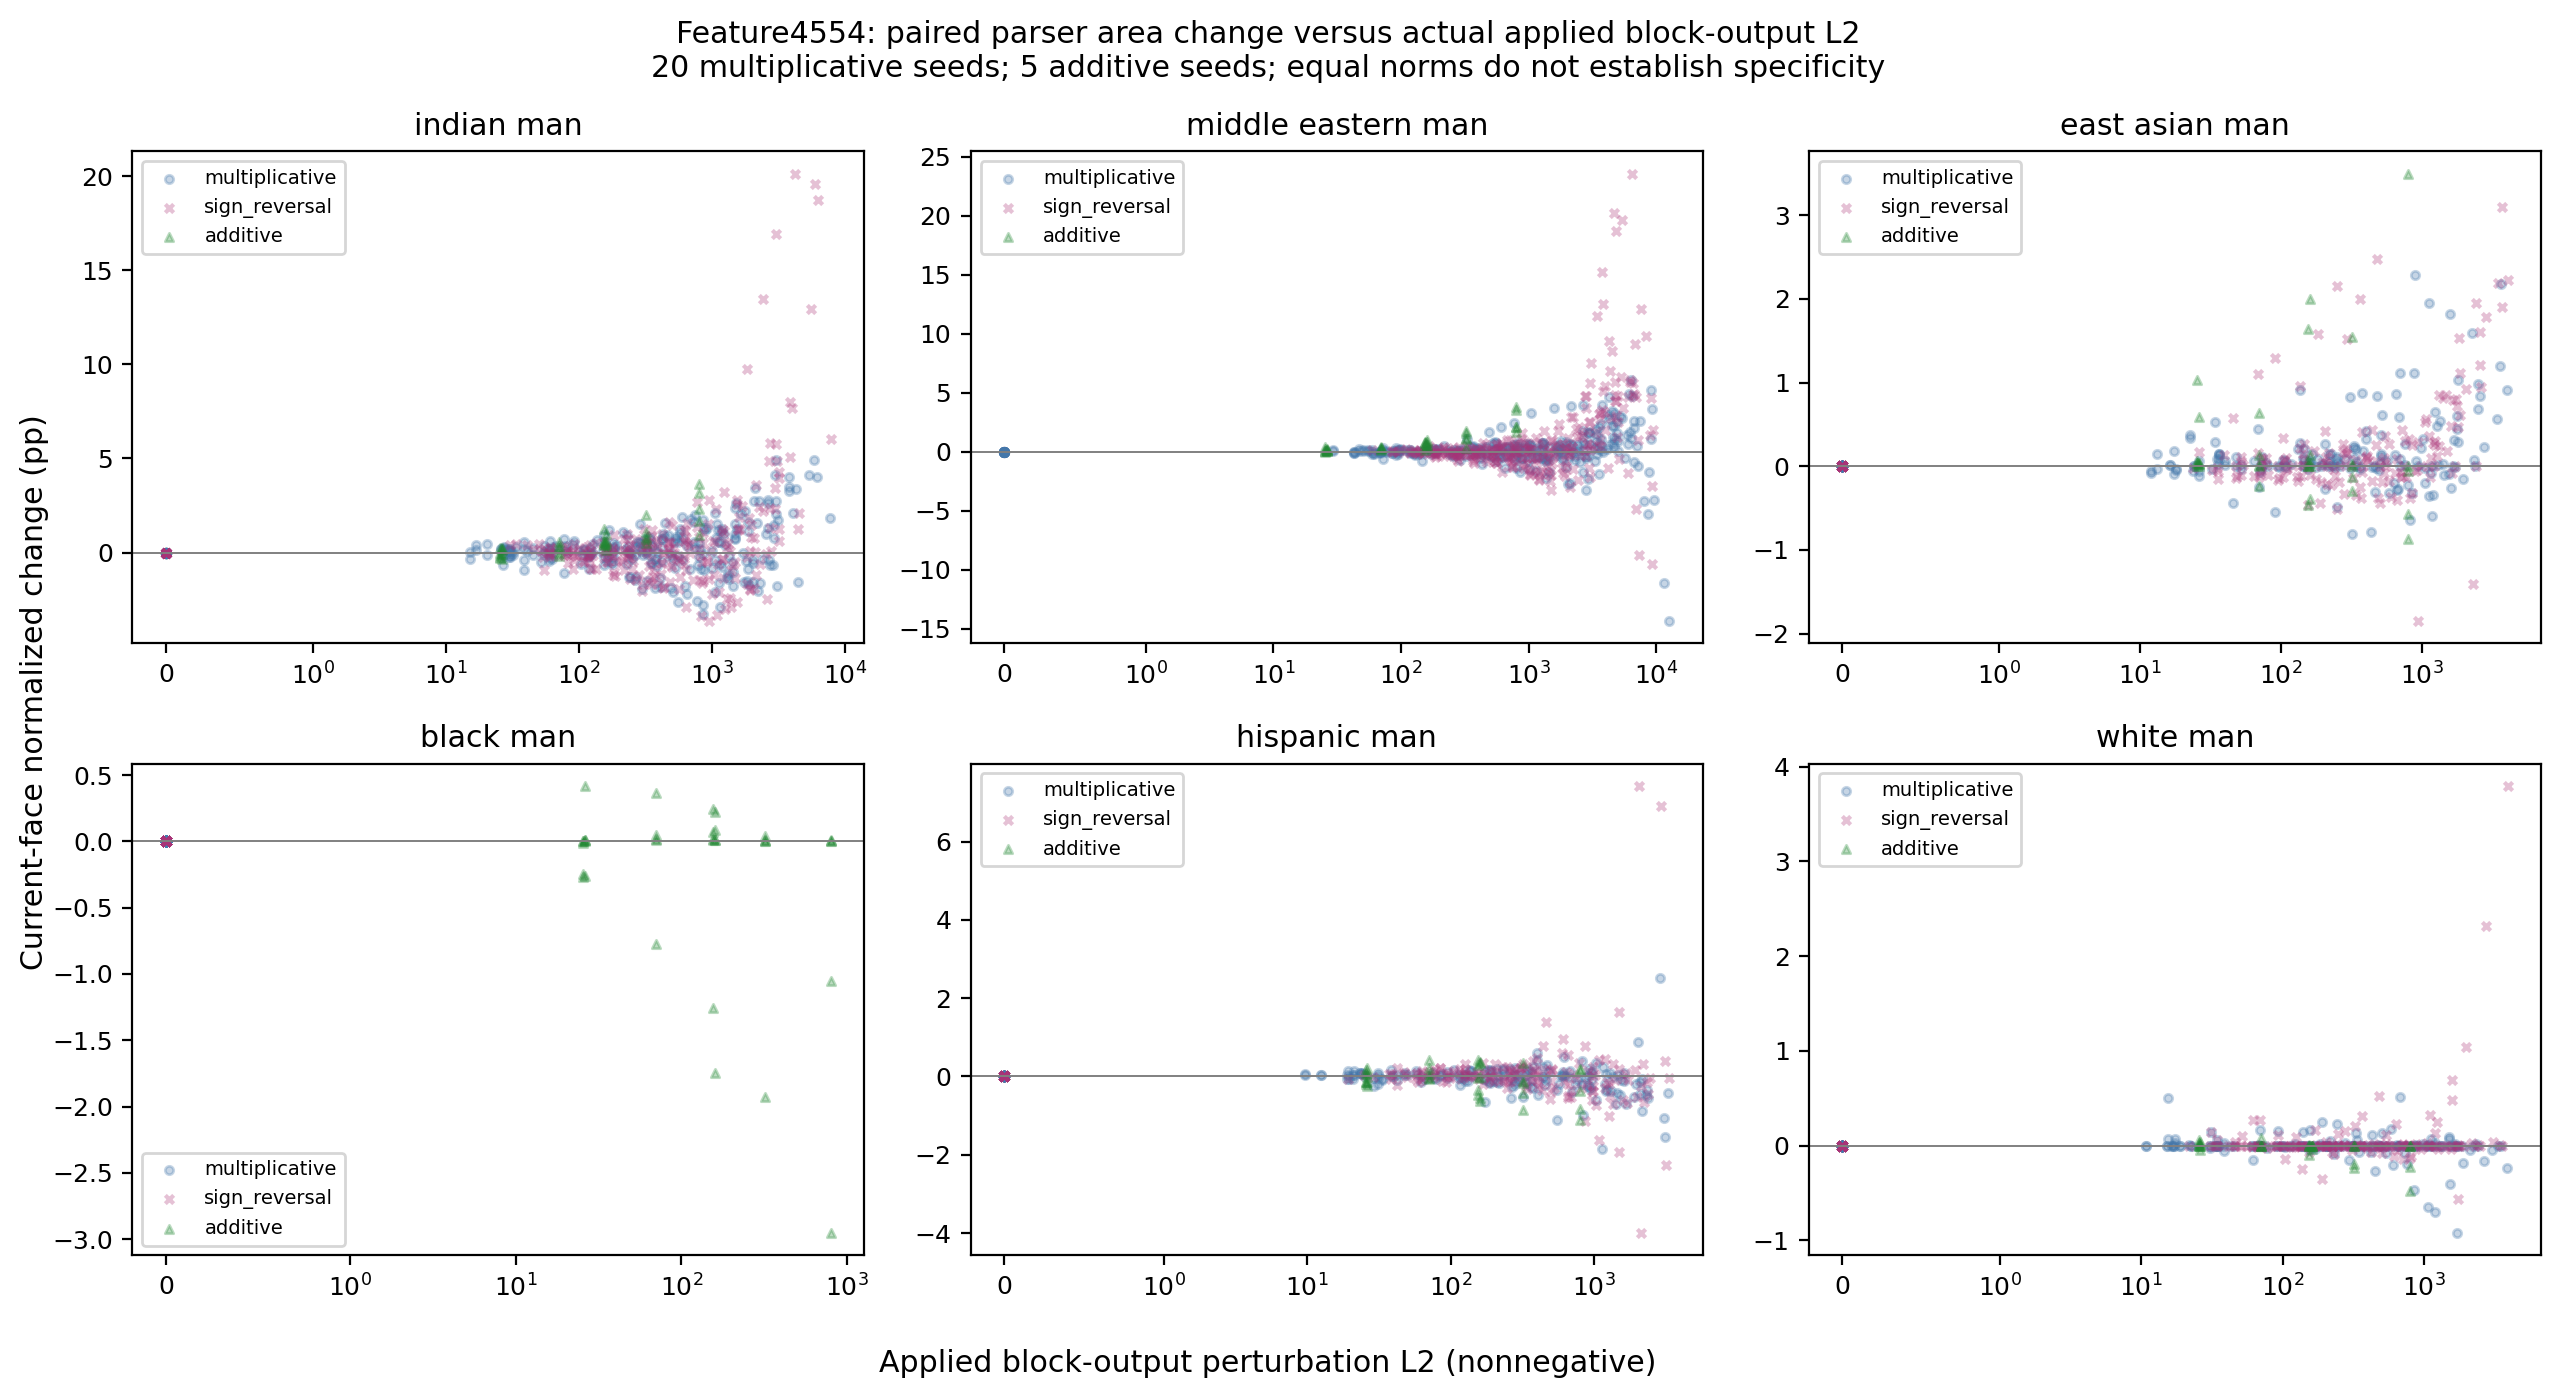 Feature4554: paired parser area change versus actual applied block-output L2
20 multiplicative seeds; 5 additive seeds; equal norms do not establish specificity
indian man
multiplicative
sign_reversal
additive
20
15
10
5
0
0
10⁰
10¹
10²
10³
10⁴
middle eastern man
multiplicative
sign_reversal
additive
25
20
15
10
5
0
−5
−10
−15
0
10⁰
10¹
10²
10³
10⁴
east asian man
multiplicative
sign_reversal
additive
3
2
1
0
−1
−2
0
10⁰
10¹
10²
10³
Current-face normalized change (pp)
black man
0.5
0.0
−0.5
−1.0
−1.5
−2.0
−2.5
−3.0
multiplicative
sign_reversal
additive
0
10⁰
10¹
10²
10³
hispanic man
multiplicative
sign_reversal
additive
6
4
2
0
−2
−4
0
10⁰
10¹
10²
10³
white man
multiplicative
sign_reversal
additive
4
3
2
1
0
−1
0
10⁰
10¹
10²
10³
Applied block-output perturbation L2 (nonnegative)